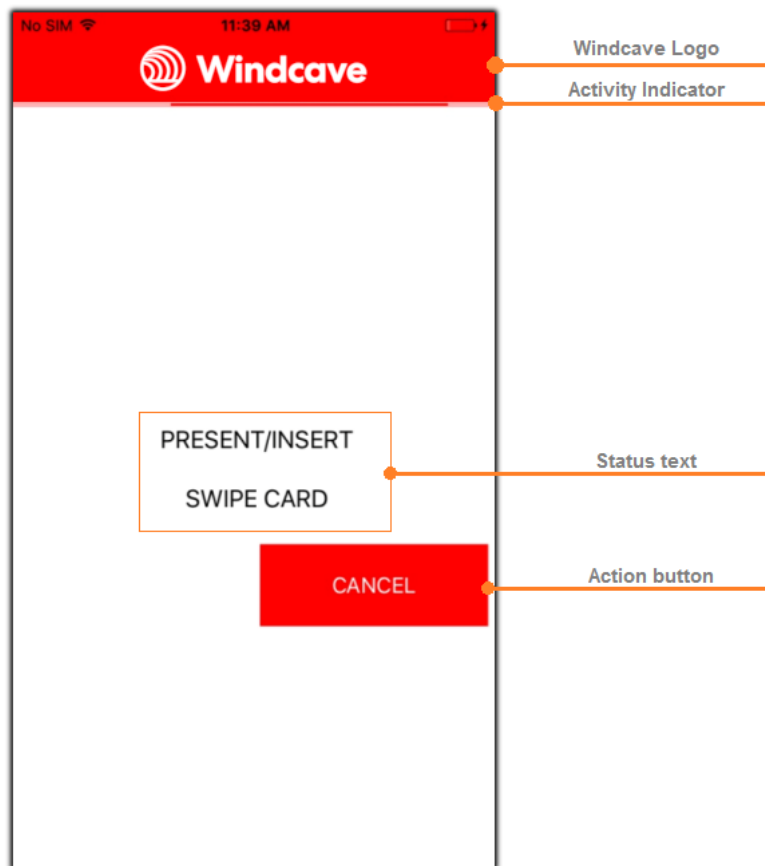 No SIM 11:39 AM
Windcave
Windcave Logo
Activity Indicator
PRESENT/INSERT
SWIPE CARD
Status text
CANCEL
Action button